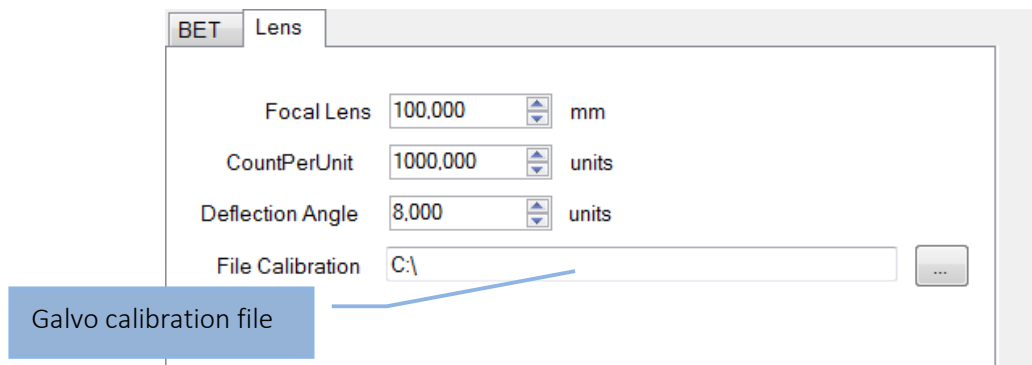 BET Lens
Focal Lens 100,000 mm
CountPerUnit 1000,000 units
Deflection Angle 8,000 units
File Calibration C:\ ...
Galvo calibration file